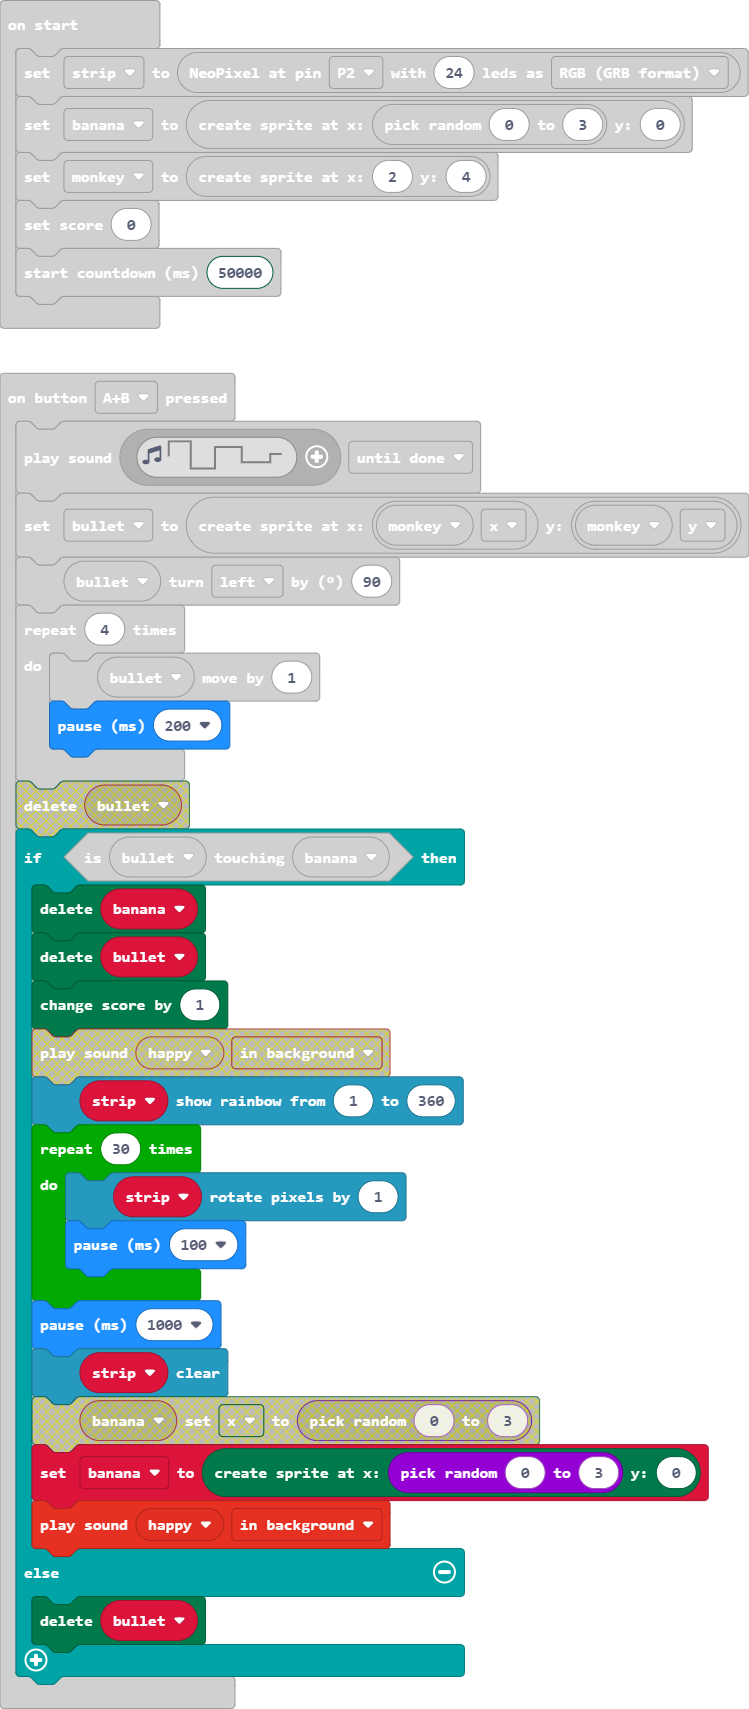 on start
set strip to NeoPixel at pin P2 with 24 leds as RGB (GRB format)
set banana to create sprite at x: pick random 0 to 3 y: 0
set monkey to create sprite at x: 2 y: 4
set score 0
start countdown (ms) 50000
on button A+B pressed
play sound until done
set bullet to create sprite at x: monkey x y: monkey y
bullet turn left by (º) 90
repeat 4 times
do
bullet move by 1
pause (ms) 200
delete bullet
if is bullet touching banana then
delete banana
delete bullet
change score by 1
play sound happy in background
strip show rainbow from 1 to 360
repeat 30 times
do
strip rotate pixels by 1
pause (ms) 100
pause (ms) 1000
strip clear
banana set x to pick random 0 to 3
set banana to create sprite at x: pick random 0 to 3 y: 0
play sound happy in background
else
delete bullet